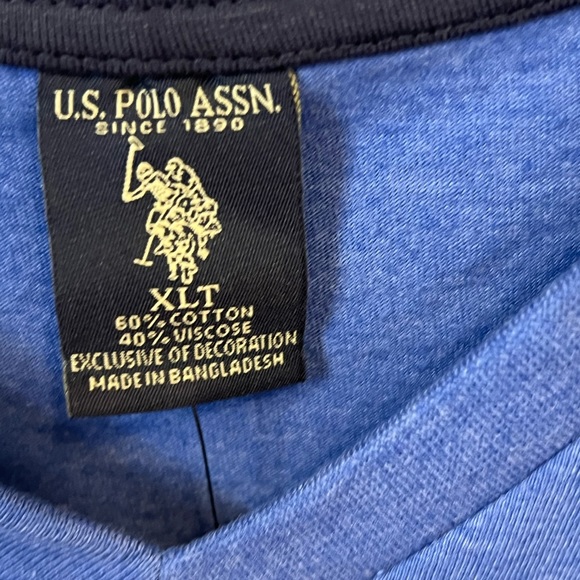 U.S. POLO ASSN.
SINCE 1890
XLT
60% COTTON
40% VISCOSE
EXCLUSIVE OF DECORATION
MADE IN BANGLADESH